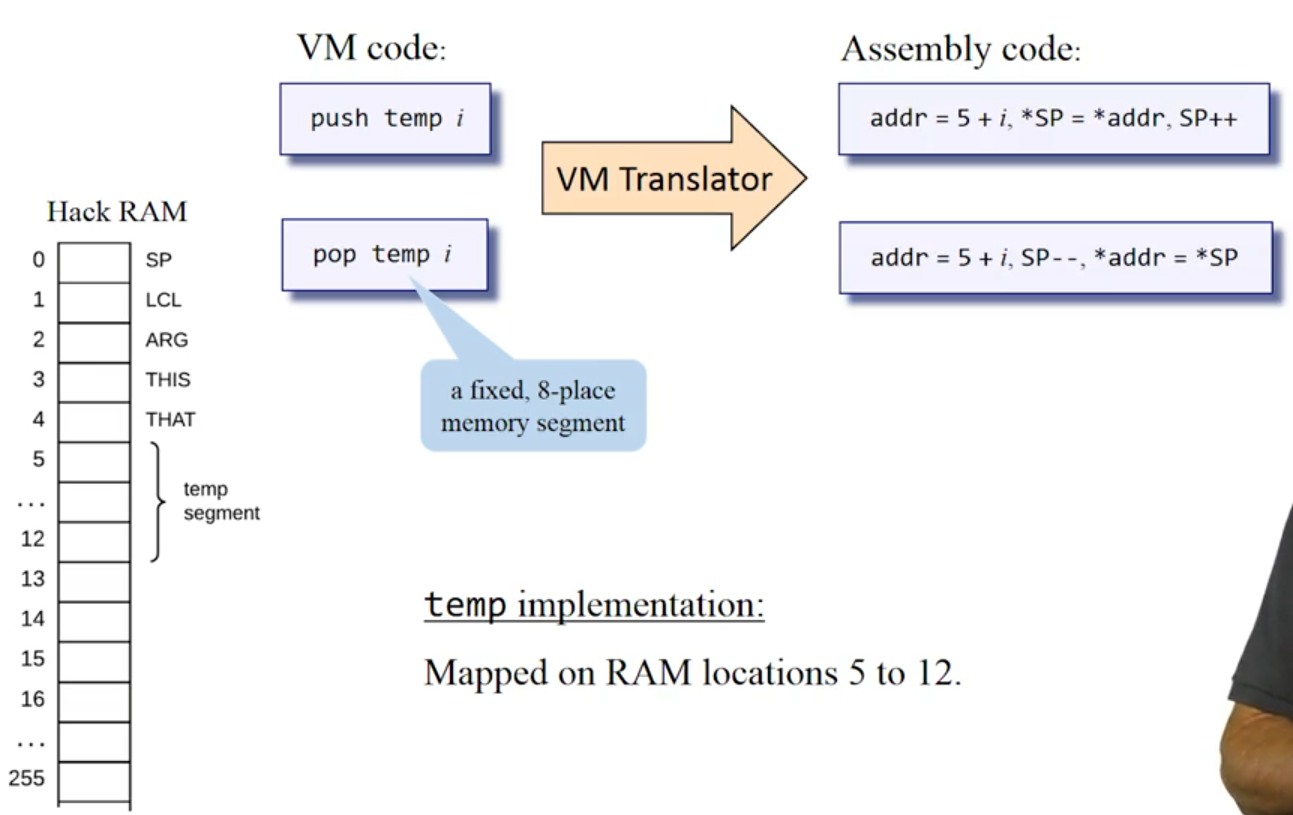 VM code:
Assembly code:
push temp i
addr = 5 + i, *SP = *addr, SP++
VM Translator
pop temp i
addr = 5 + i, SP--, *addr = *SP
a fixed, 8-place
memory segment
Hack RAM
0 SP
1 LCL
2 ARG
3 THIS
4 THAT
5
...
12
temp
segment
13
14
15
16
...
255
temp implementation:
Mapped on RAM locations 5 to 12.